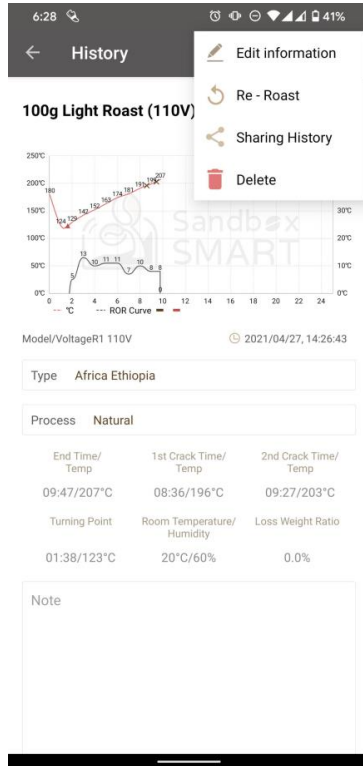 6:28 41%
History
Edit information
Re - Roast
Sharing History
Delete
100g Light Roast (110V)
250°C
200°C
150°C
100°C
50°C
0°C
30°C
20°C
10°C
0°C
180 124 129 142 152 163 174 181 191 196 207
Sandbox
SMART
5 13 10 11 11 7 10 8 8 0
0 2 4 6 8 10 12 14 16 18 20 22 24
°C ROR Curve
Model/VoltageR1 110V 2021/04/27, 14:26:43
Type Africa Ethiopia
Process Natural
End Time/ 1st Crack Time/ 2nd Crack Time/
Temp Temp Temp
09:47/207°C 08:36/196°C 09:27/203°C
Turning Point Room Temperature/ Loss Weight Ratio
Humidity
01:38/123°C 20°C/60% 0.0%
Note